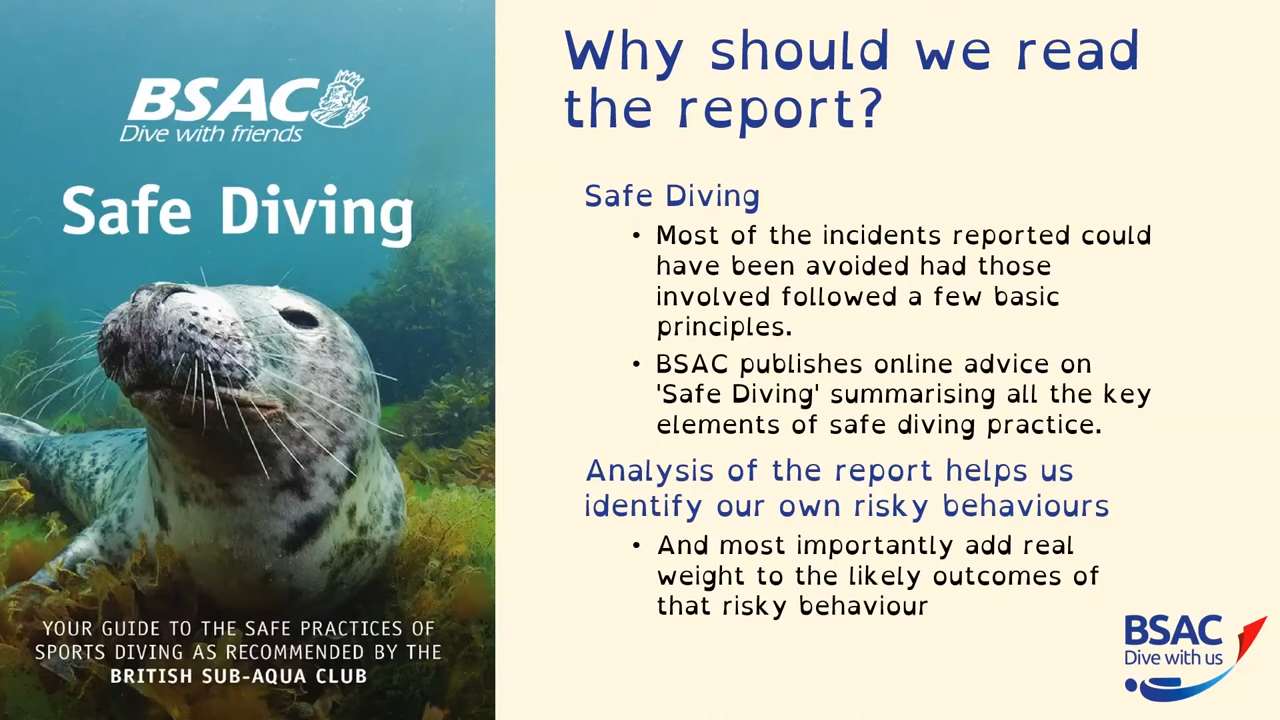 BSAC
Dive with friends
Safe Diving
YOUR GUIDE TO THE SAFE PRACTICES OF
SPORTS DIVING AS RECOMMENDED BY THE
BRITISH SUB-AQUA CLUB
Why should we read
the report?
Safe Diving
• Most of the incidents reported could
have been avoided had those
involved followed a few basic
principles.
• BSAC publishes online advice on
'Safe Diving' summarising all the key
elements of safe diving practice.
Analysis of the report helps us
identify our own risky behaviours
• And most importantly add real
weight to the likely outcomes of
that risky behaviour
BSAC
Dive with us